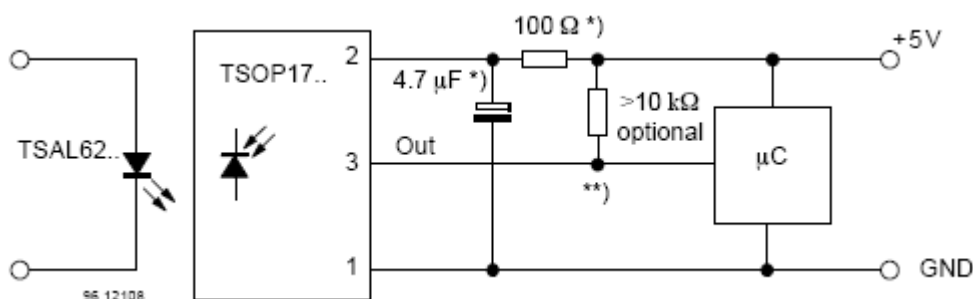 100 Ω *)
+5V
2
TSOP17..
4.7 µF *)
>10 kΩ
optional
TSAL62..
Out
3
µC
**)
1
GND
96 12108